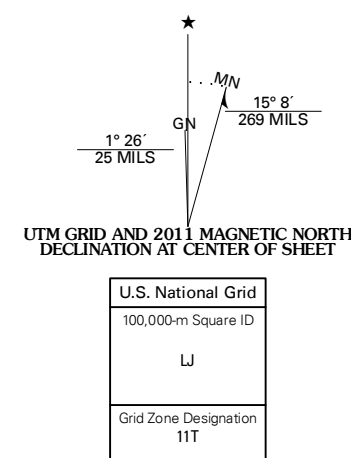 ★
MN
GN
1° 26´
25 MILS
15° 8´
269 MILS
UTM GRID AND 2011 MAGNETIC NORTH
DECLINATION AT CENTER OF SHEET
U.S. National Grid
100,000-m Square ID
LJ
Grid Zone Designation
11T